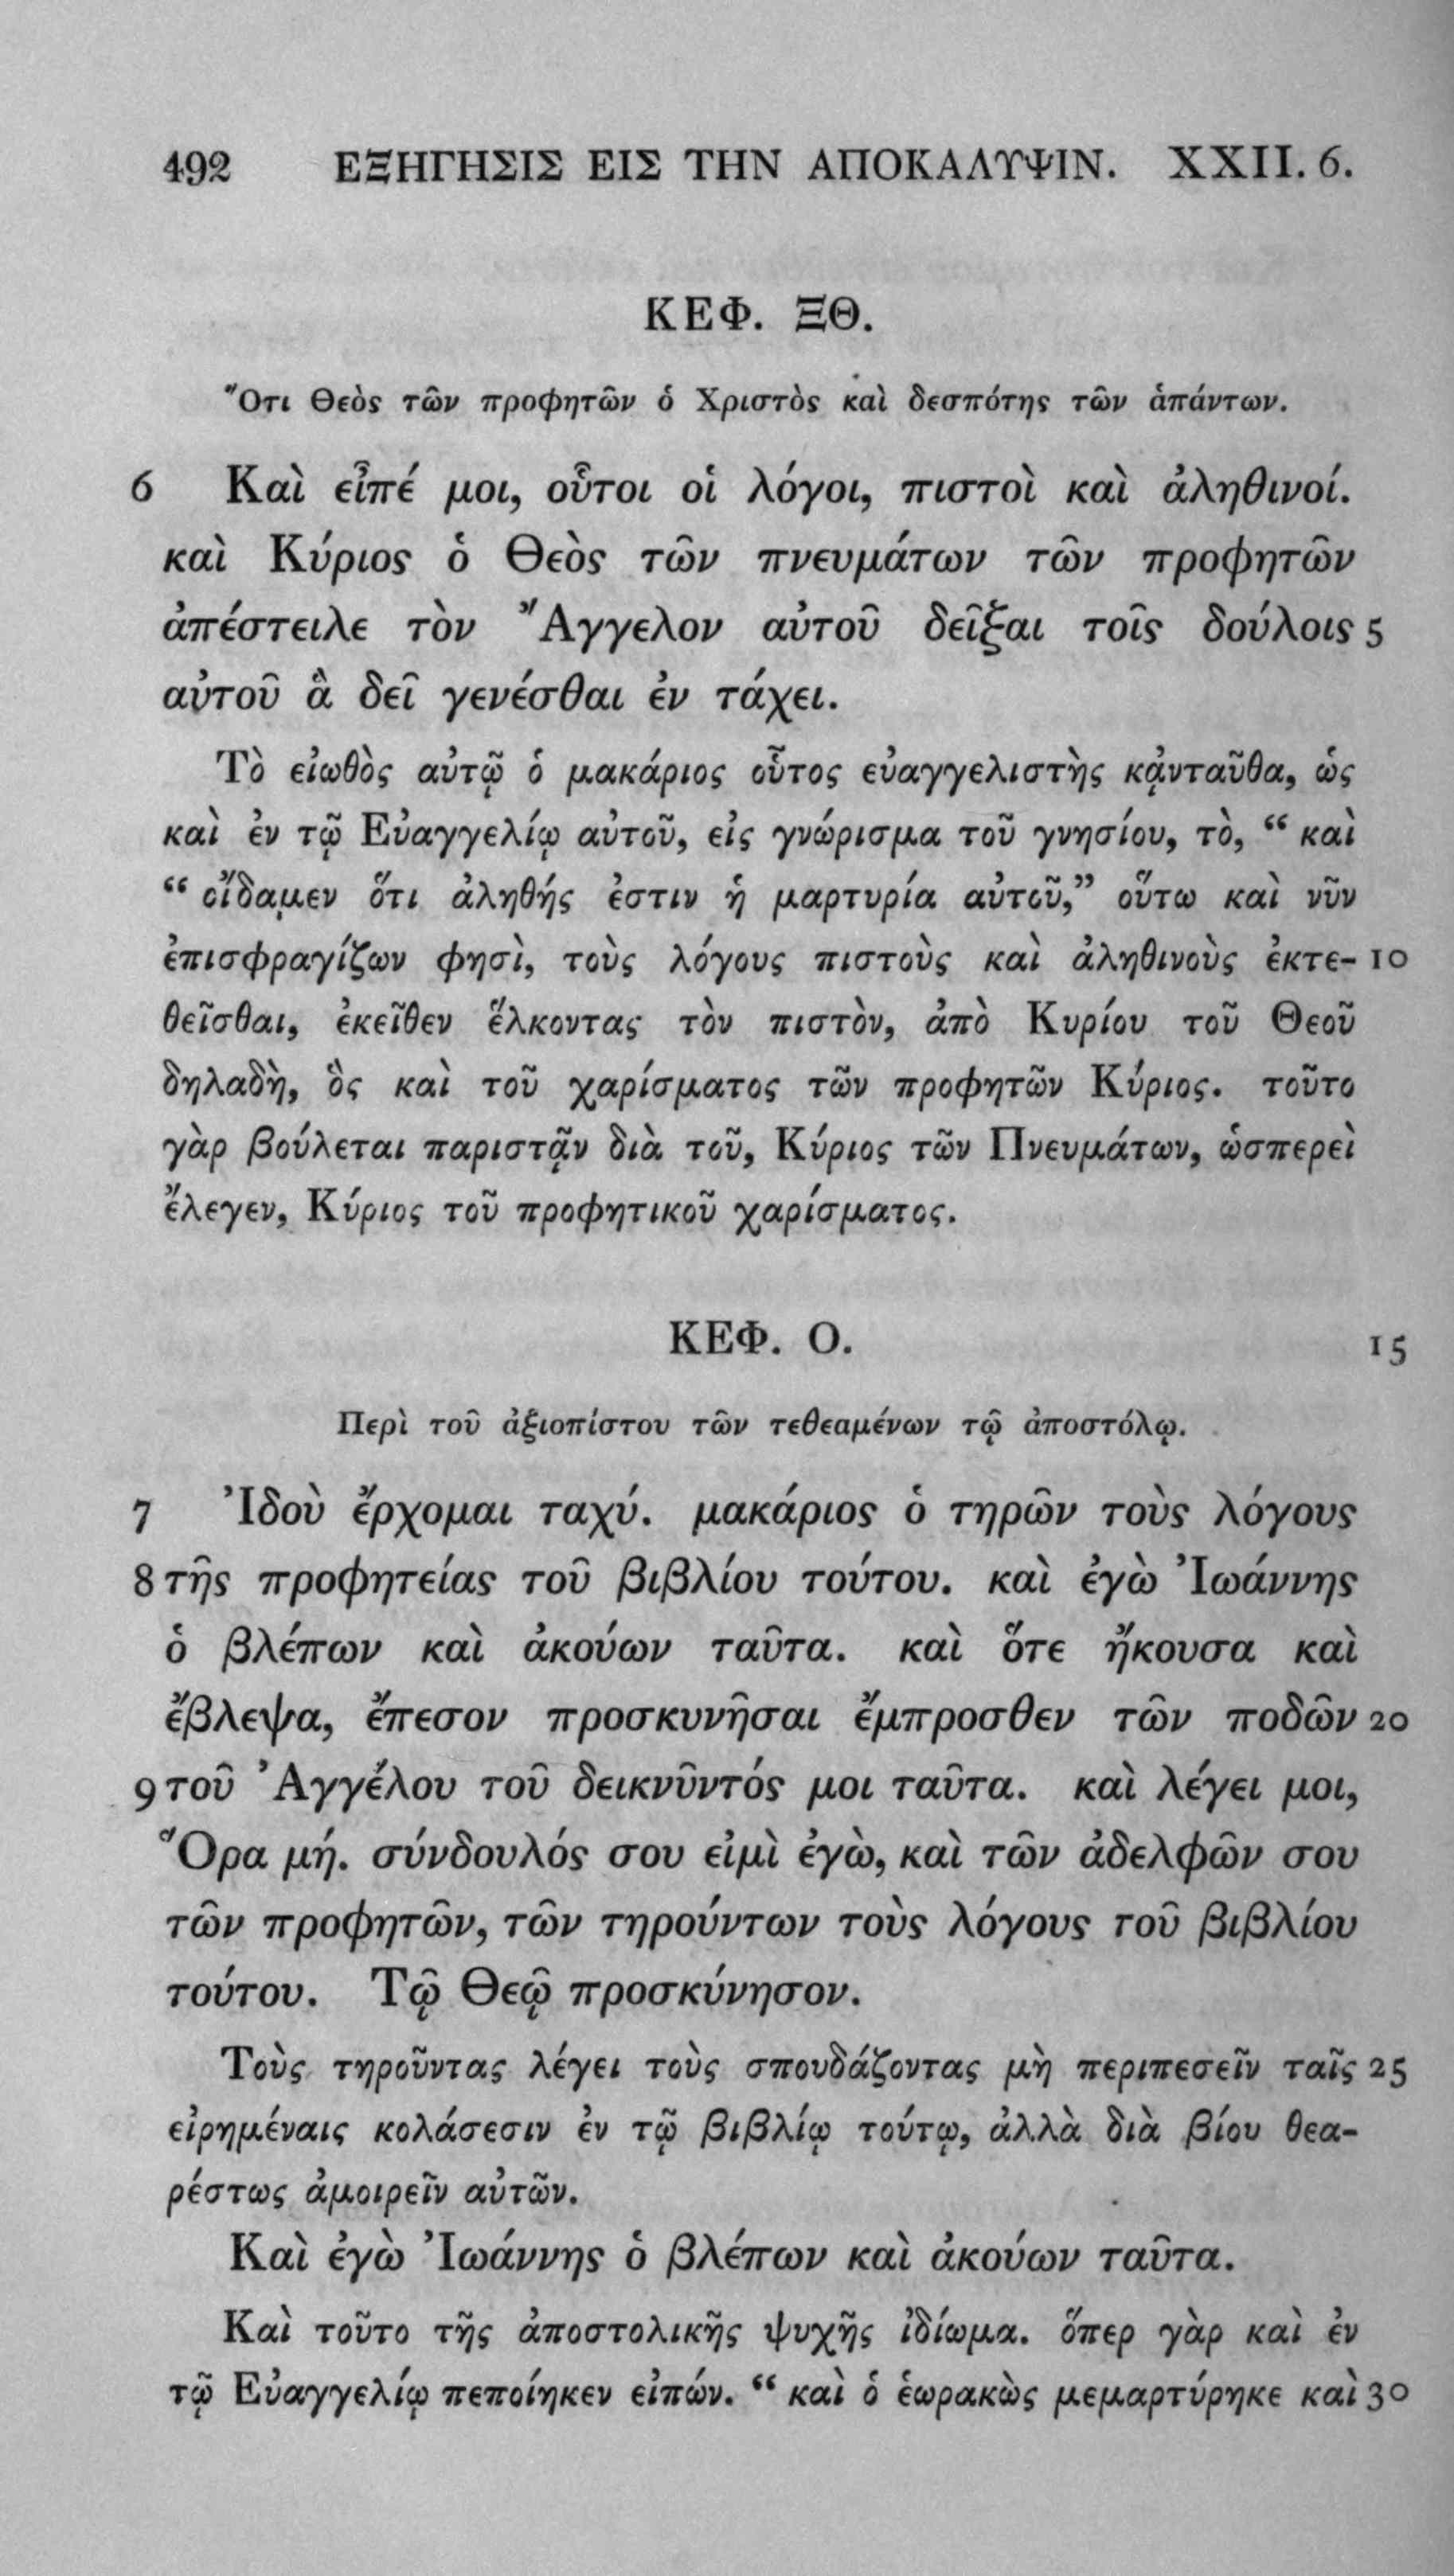 492 ΕΞΗΓΗΣΙΣ ΕΙΣ ΤΗΝ ΑΠΟΚΑΛΥΨΙΝ. XXII. 6.
ΚΕΦ. ΞΘ.
Ὅτι Θεὸς τῶν προφητῶν ὁ Χριστὸς καὶ δεσπότης τῶν ἁπάντων.
6 Καὶ εἶπέ μοι, οὗτοι οἱ λόγοι, πιστοὶ καὶ ἀληθινοί.
καὶ Κύριος ὁ Θεὸς τῶν πνευμάτων τῶν προφητῶν
ἀπέστειλε τὸν Ἄγγελον αὐτοῦ δεῖξαι τοῖς δούλοις 5
αὐτοῦ ἃ δεῖ γενέσθαι ἐν τάχει.
Τὸ εἰωθὸς αὐτῷ ὁ μακάριος οὗτος εὐαγγελιστὴς κᾀνταῦθα, ὡς
καὶ ἐν τῷ Εὐαγγελίῳ αὐτοῦ, εἰς γνώρισμα τοῦ γνησίου, τὸ, “ καὶ
“ οἴδαμεν ὅτι ἀληθής ἐστιν ἡ μαρτυρία αὐτοῦ,” οὕτω καὶ νῦν
ἐπισφραγίζων φησὶ, τοὺς λόγους πιστοὺς καὶ ἀληθινοὺς ἐκτε- 10
θεῖσθαι, ἐκεῖθεν ἕλκοντας τὸν πιστὸν, ἀπὸ Κυρίου τοῦ Θεοῦ
δηλαδὴ, ὃς καὶ τοῦ χαρίσματος τῶν προφητῶν Κύριος. τοῦτο
γὰρ βούλεται παριστᾷν διὰ τοῦ, Κύριος τῶν Πνευμάτων, ὡσπερεὶ
ἔλεγεν, Κύριος τοῦ προφητικοῦ χαρίσματος.
ΚΕΦ. Ο. 15
Περὶ τοῦ ἀξιοπίστου τῶν τεθεαμένων τῷ ἀποστόλῳ.
7 Ἰδοὺ ἔρχομαι ταχύ. μακάριος ὁ τηρῶν τοὺς λόγους
8 τῆς προφητείας τοῦ βιβλίου τούτου. καὶ ἐγὼ Ἰωάννης
ὁ βλέπων καὶ ἀκούων ταῦτα. καὶ ὅτε ἤκουσα καὶ
ἔβλεψα, ἔπεσον προσκυνῆσαι ἔμπροσθεν τῶν ποδῶν 20
9 τοῦ Ἀγγέλου τοῦ δεικνῦντός μοι ταῦτα. καὶ λέγει μοι,
Ὅρα μή. σύνδουλός σου εἰμὶ ἐγὼ, καὶ τῶν ἀδελφῶν σου
τῶν προφητῶν, τῶν τηρούντων τοὺς λόγους τοῦ βιβλίου
τούτου. Τῷ Θεῷ προσκύνησον.
Τοὺς τηροῦντας λέγει τοὺς σπουδάζοντας μὴ περιπεσεῖν ταῖς 25
εἰρημέναις κολάσεσιν ἐν τῷ βιβλίῳ τούτῳ, ἀλλὰ διὰ βίου θεα-
ρέστως ἀμοιρεῖν αὐτῶν.
Καὶ ἐγὼ Ἰωάννης ὁ βλέπων καὶ ἀκούων ταῦτα.
Καὶ τοῦτο τῆς ἀποστολικῆς ψυχῆς ἰδίωμα. ὅπερ γὰρ καὶ ἐν
τῷ Εὐαγγελίῳ πεποίηκεν εἰπών. “ καὶ ὁ ἑωρακὼς μεμαρτύρηκε καὶ 30